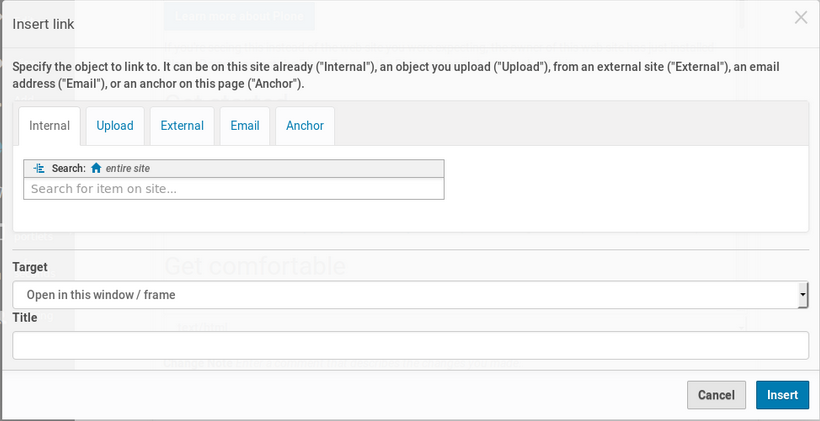 Insert link
Specify the object to link to. It can be on this site already ("Internal"), an object you upload ("Upload"), from an external site ("External"), an email
address ("Email"), or an anchor on this page ("Anchor").
Internal Upload External Email Anchor
Search: entire site
Search for item on site...
Get comfortable
Target
Open in this window / frame
Title
Cancel Insert